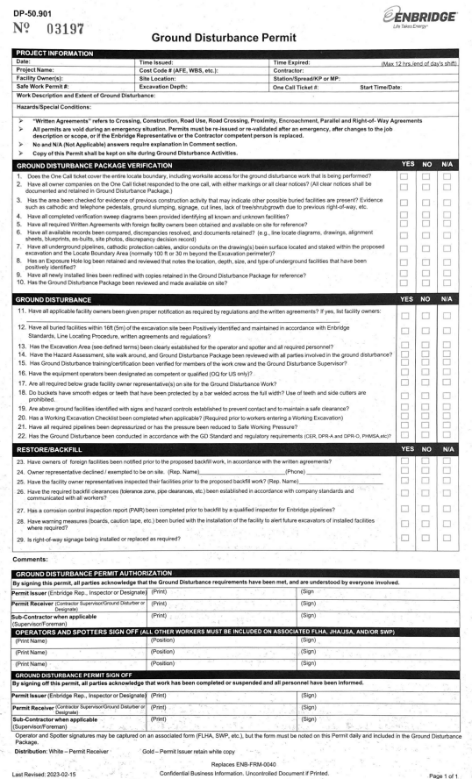 DP-50.901
Nº 03197
ENBRIDGE
Life Takes Energy
Ground Disturbance Permit
PROJECT INFORMATION
Date: Time Issued: Time Expired: (Max 12 hrs./end of day's shift)
Project Name: Cost Code # (AFE, WBS, etc.): Contractor:
Facility Owner(s): Site Location: Station/Spread/KP or MP:
Safe Work Permit #: Excavation Depth: One Call Ticket #: Start Time/Date:
Work Description and Extent of Ground Disturbance:
Hazards/Special Conditions:
➢ "Written Agreements" refers to Crossing, Construction, Road Use, Road Crossing, Proximity, Encroachment, Parallel and Right-of-Way Agreements
➢ All permits are void during an emergency situation. Permits must be re-issued or re-validated after an emergency, after changes to the
job description or scope, or if the Enbridge Representative or the Contractor competent person is replaced.
➢ No and N/A (Not Applicable) answers require explanation in Comment section.
➢ Copy of this Permit shall be kept on site during Ground Disturbance Activities.
GROUND DISTURBANCE PACKAGE VERIFICATION YES NO N/A
1. Does the One Call ticket cover the entire locate boundary, including worksite access for the ground disturbance work that is being performed?
2. Have all owner companies on the One Call ticket responded to the one call, with either markings or all clear notices? (All clear notices shall be
documented and retained in Ground Disturbance Package.)
3. Has the area been checked for evidence of previous construction activity that may indicate other possible buried facilities are present? Evidence
such as cathodic and telephone pedestals, ground slumping, signage, cut lines, lack of tree/shrub growth due to previous right-of-way, etc.
4. Have all completed verification sweep diagrams been provided identifying all known and unknown facilities?
5. Have all required Written Agreements with foreign facility owners been obtained and available on site for reference?
6. Have all available records been compared, discrepancies resolved, and documents retained? (e.g., line locate diagrams, drawings, alignment
sheets, blueprints, as-builts, site photos, discrepancy decision record)
7. Have all underground pipelines, cathodic protection cables, and/or conduits on the drawing(s) been surface located and staked within the proposed
excavation and the Locate Boundary Area (normally 100 ft or 30 m beyond the Excavation perimeter)?
8. Has an Exposure Hole log been retained and reviewed that notes the location, depth, size, and type of underground facilities that have been
positively identified?
9. Have all newly installed lines been redlined with copies retained in the Ground Disturbance Package for reference?
10. Has the Ground Disturbance Package been reviewed and made available on site?
GROUND DISTURBANCE YES NO N/A
11. Have all applicable facility owners been given proper notification as required by regulations and the written agreements? If yes, list facility owners:
12. Have all buried facilities within 16ft (5m) of the excavation site been Positively Identified and maintained in accordance with Enbridge
Standards, Line Locating Procedure, written agreements and regulations?
13. Has the Excavation Area (see defined terms) been clearly established for the operator and spotter and all required personnel?
14. Have the Hazard Assessment, site walk around, and Ground Disturbance Package been reviewed with all parties involved in the ground disturbance?
15. Has Ground Disturbance training/certification been verified for members of the work crew and the Ground Disturbance Supervisor?
16. Have the equipment operators been designated as competent or qualified (OQ for US only)?
17. Are all required below grade facility owner representative(s) on site for the Ground Disturbance Work?
18. Do buckets have smooth edges or teeth that have been protected by a bar welded across the full width? Use of teeth and side cutters are
prohibited.
19. Are above ground facilities identified with signs and hazard controls established to prevent contact and to maintain a safe clearance?
20. Has a Working Excavation Checklist been completed when applicable? (Required prior to workers entering a Working Excavation)
21. Have all required pipelines been depressurized or has the pressure been reduced to Safe Working Pressure?
22. Has the Ground Disturbance been conducted in accordance with the GD Standard and regulatory requirements (CER, DPR-A and DPR-O, PHMSA,etc)?
RESTORE/BACKFILL YES NO N/A
23. Have owners of foreign facilities been notified prior to the proposed backfill work, in accordance with the written agreements?
24. Owner representative declined / exempted to be on site. (Rep. Name) (Phone)
25. Have the facility owner representatives inspected their facilities prior to the proposed backfill work? (Rep. Name)
26. Have the required backfill clearances (tolerance zone, pipe clearances, etc.) been established in accordance with company standards and
communicated with all workers?
27. Has a corrosion control inspection report (PAIR) been completed prior to backfill by a qualified inspector for Enbridge pipelines?
28. Have warning measures (boards, caution tape, etc.) been buried with the installation of the facility to alert future excavators of installed facilities
where required?
29. Is right-of-way signage being installed or replaced as required?
Comments:
GROUND DISTURBANCE PERMIT AUTHORIZATION
By signing this permit, all parties acknowledge that the Ground Disturbance requirements have been met, and are understood by everyone involved.
Permit Issuer (Enbridge Rep., Inspector or Designate) (Print) (Sign
Permit Receiver (Contractor Supervisor/Ground Disturber or
Designate) (Print) (Sign)
Sub-Contractor when applicable
(Supervisor/Foreman) (Print) (Sign)
OPERATORS AND SPOTTERS SIGN OFF (ALL OTHER WORKERS MUST BE INCLUDED ON ASSOCIATED FLHA, JHA/JSA, AND/OR SWP)
(Print Name) (Position) (Sign)
(Print Name) (Position) (Sign)
(Print Name) (Position) (Sign)
GROUND DISTURBANCE PERMIT SIGN OFF
By signing off this permit, all parties acknowledge that work has been completed or suspended and all personnel have been informed.
Permit Issuer (Enbridge Rep., Inspector or Designate) (Print) (Sign)
Permit Receiver (Contractor Supervisor/Ground Disturber or
Designate) (Print) (Sign)
Sub-Contractor when applicable
(Supervisor/Foreman) (Print) (Sign)
Operator and Spotter signatures may be captured on an associated form (FLHA, SWP, etc.), but the form must be noted on this Permit daily and included in the Ground Disturbance
Package.
Distribution: White – Permit Receiver Gold – Permit issuer retain white copy
Replaces ENB-FRM-0040
Last Revised: 2023-02-15 Confidential Business Information. Uncontrolled Document if Printed. Page 1 of 1